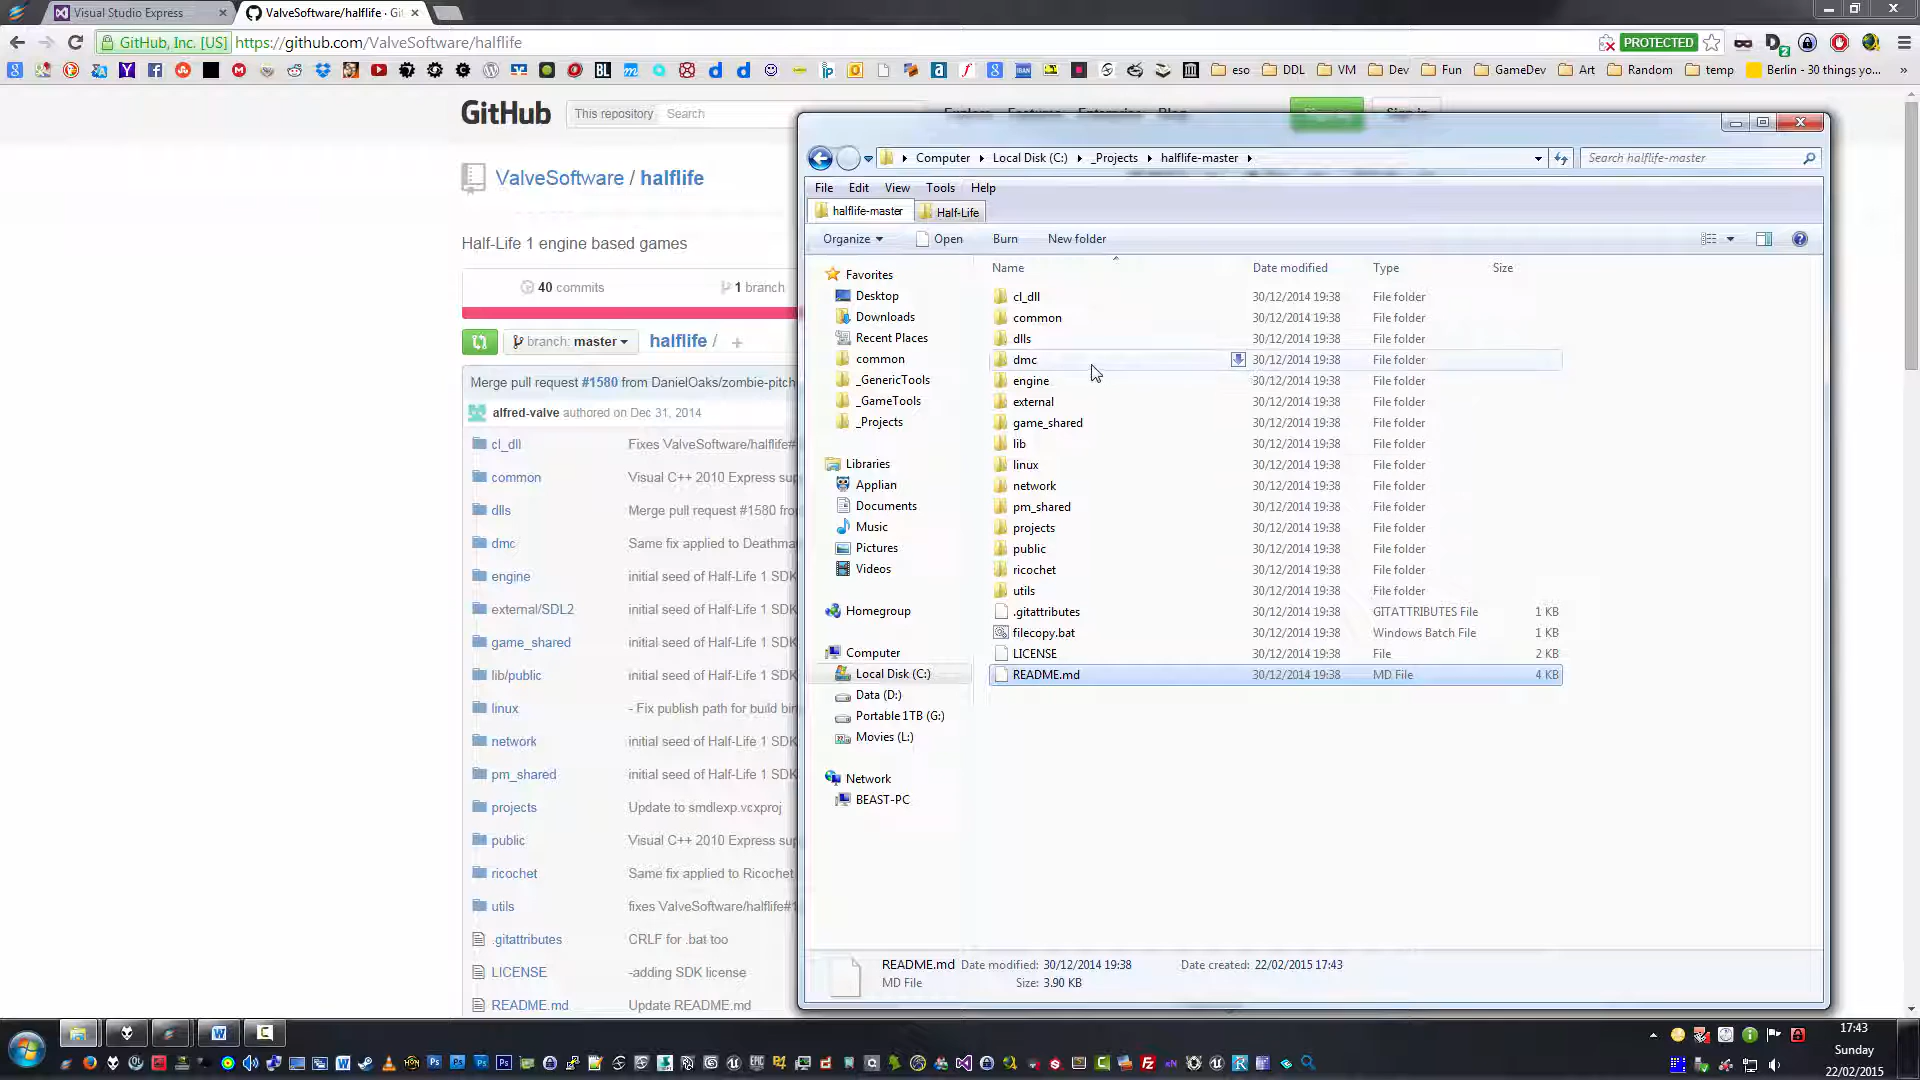 Visual Studio Express
ValveSoftware/halflife · Git
GitHub, Inc. [US] https://github.com/ValveSoftware/halflife
PROTECTED
eso DDL VM Dev Fun GameDev Art Random temp Berlin - 30 things yo...
GitHub This repository Search
ValveSoftware / halflife
Half-Life 1 engine based games
40 commits 1 branch
branch: master halflife / +
Merge pull request #1580 from DanielOaks/zombie-pitch
alfred-valve authored on Dec 31, 2014
cl_dll Fixes ValveSoftware/halflife#
common Visual C++ 2010 Express sup
dlls Merge pull request #1580 from
dmc Same fix applied to Deathma
engine initial seed of Half-Life 1 SDK
external/SDL2 initial seed of Half-Life 1 SDK
game_shared initial seed of Half-Life 1 SDK
lib/public initial seed of Half-Life 1 SDK
linux - Fix publish path for build bin
network initial seed of Half-Life 1 SDK
pm_shared initial seed of Half-Life 1 SDK
projects Update to smdlexp.vcxproj
public Visual C++ 2010 Express sup
ricochet Same fix applied to Ricochet
utils fixes ValveSoftware/halflife#1
.gitattributes CRLF for .bat too
LICENSE -adding SDK license
README.md Update README.md
Computer Local Disk (C:) _Projects halflife-master
Search halflife-master
File Edit View Tools Help
halflife-master Half-Life
Organize Open Burn New folder
Favorites
Desktop
Downloads
Recent Places
common
_GenericTools
_GameTools
_Projects
Libraries
Applian
Documents
Music
Pictures
Videos
Homegroup
Computer
Local Disk (C:)
Data (D:)
Portable 1TB (G:)
Movies (L:)
Network
BEAST-PC
Name Date modified Type Size
cl_dll 30/12/2014 19:38 File folder
common 30/12/2014 19:38 File folder
dlls 30/12/2014 19:38 File folder
dmc 30/12/2014 19:38 File folder
engine 30/12/2014 19:38 File folder
external 30/12/2014 19:38 File folder
game_shared 30/12/2014 19:38 File folder
lib 30/12/2014 19:38 File folder
linux 30/12/2014 19:38 File folder
network 30/12/2014 19:38 File folder
pm_shared 30/12/2014 19:38 File folder
projects 30/12/2014 19:38 File folder
public 30/12/2014 19:38 File folder
ricochet 30/12/2014 19:38 File folder
utils 30/12/2014 19:38 File folder
.gitattributes 30/12/2014 19:38 GITATTRIBUTES File 1 KB
filecopy.bat 30/12/2014 19:38 Windows Batch File 1 KB
LICENSE 30/12/2014 19:38 File 2 KB
README.md 30/12/2014 19:38 MD File 4 KB
README.md Date modified: 30/12/2014 19:38 Date created: 22/02/2015 17:43
MD File Size: 3.90 KB
17:43
Sunday
22/02/2015